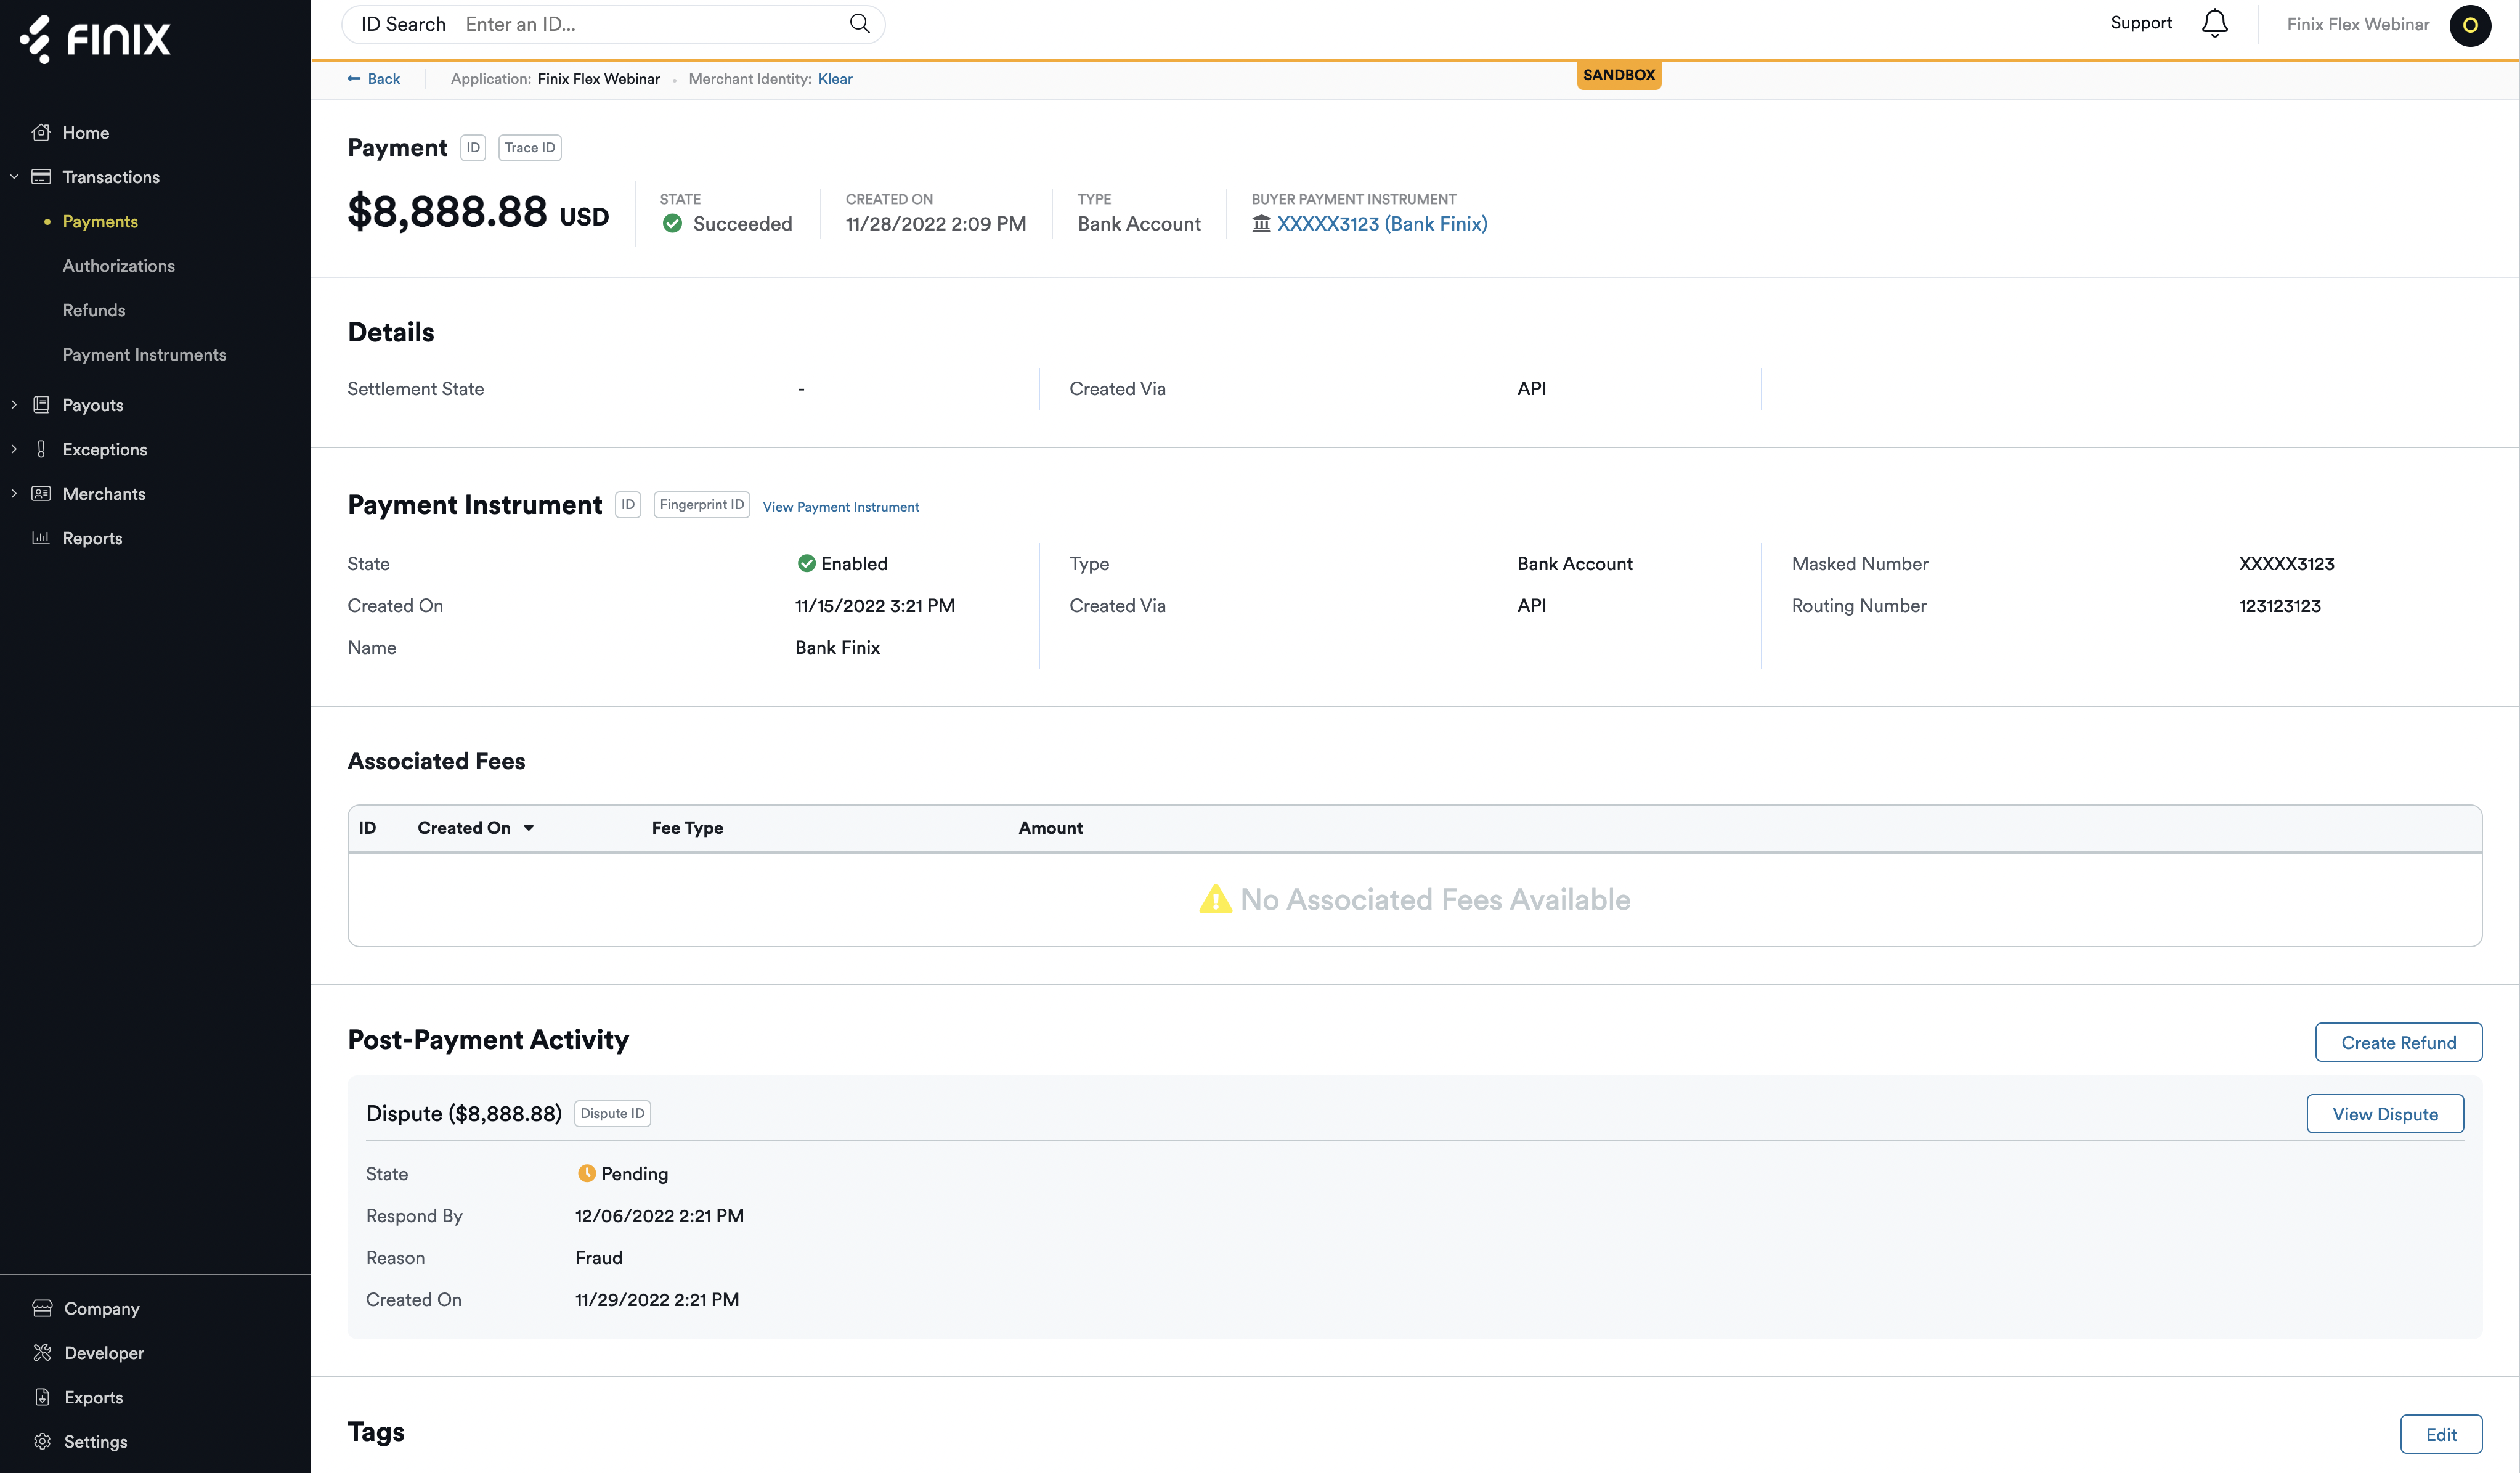 FINIX
ID Search Enter an ID...
Support
Finix Flex Webinar
O
Back
Application: Finix Flex Webinar • Merchant Identity: Klear
SANDBOX
Home
Transactions
Payments
Authorizations
Refunds
Payment Instruments
Payouts
Exceptions
Merchants
Reports
Company
Developer
Exports
Settings
Payment ID Trace ID
$8,888.88 USD
STATE
Succeeded
CREATED ON
11/28/2022 2:09 PM
TYPE
Bank Account
BUYER PAYMENT INSTRUMENT
XXXXX3123 (Bank Finix)
Details
Settlement State -
Created Via API
Payment Instrument ID Fingerprint ID View Payment Instrument
State Enabled
Created On 11/15/2022 3:21 PM
Name Bank Finix
Type Bank Account
Created Via API
Masked Number XXXXX3123
Routing Number 123123123
Associated Fees
ID Created On Fee Type Amount
No Associated Fees Available
Post-Payment Activity
Create Refund
Dispute ($8,888.88) Dispute ID
View Dispute
State Pending
Respond By 12/06/2022 2:21 PM
Reason Fraud
Created On 11/29/2022 2:21 PM
Tags
Edit